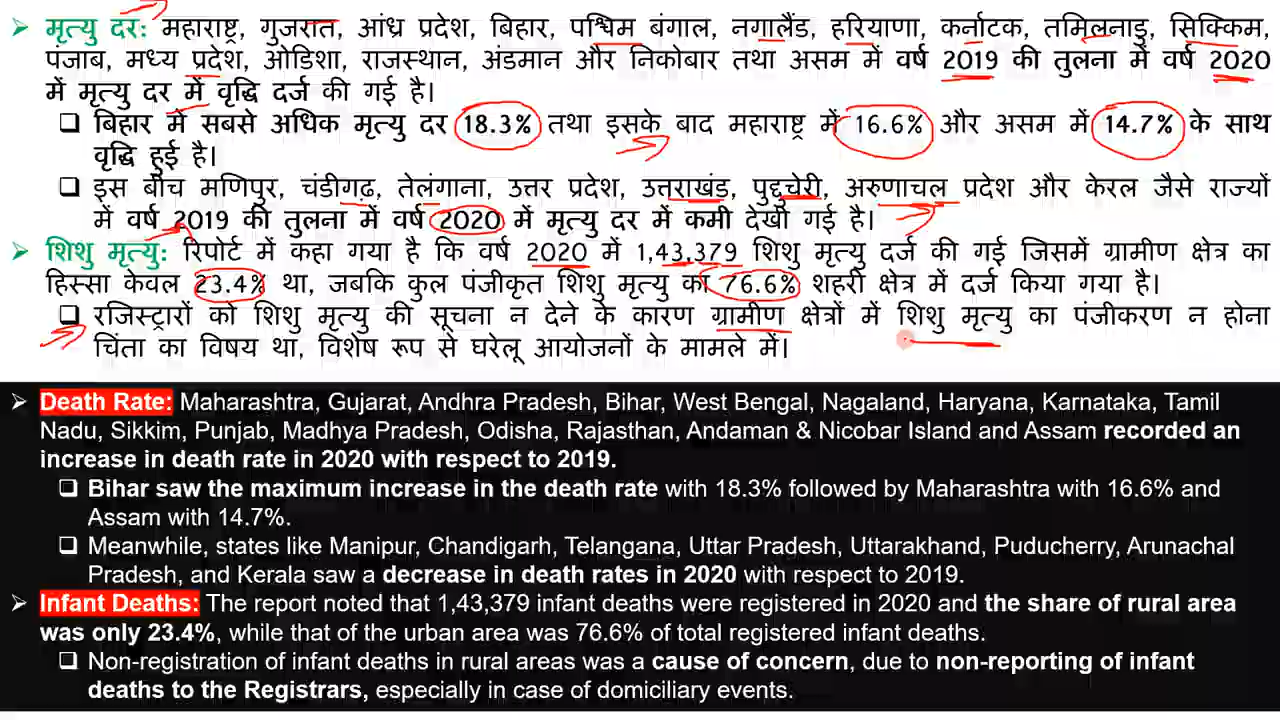 ➢ मृत्यु दर: महाराष्ट्र, गुजरात, आंध्र प्रदेश, बिहार, पश्चिम बंगाल, नगालैंड, हरियाणा, कर्नाटक, तमिलनाडु, सिक्किम,
पंजाब, मध्य प्रदेश, ओडिशा, राजस्थान, अंडमान और निकोबार तथा असम में वर्ष 2019 की तुलना में वर्ष 2020
में मृत्यु दर में वृद्धि दर्ज की गई है।
❑ बिहार में सबसे अधिक मृत्यु दर 18.3% तथा इसके बाद महाराष्ट्र में 16.6% और असम में 14.7% के साथ
वृद्धि हुई है।
❑ इस बीच मणिपुर, चंडीगढ़, तेलंगाना, उत्तर प्रदेश, उत्तराखंड, पुद्दुचेरी, अरुणाचल प्रदेश और केरल जैसे राज्यों
में वर्ष 2019 की तुलना में वर्ष 2020 में मृत्यु दर में कमी देखी गई है।
➢ शिशु मृत्यु: रिपोर्ट में कहा गया है कि वर्ष 2020 में 1,43,379 शिशु मृत्यु दर्ज की गई जिसमें ग्रामीण क्षेत्र का
हिस्सा केवल 23.4% था, जबकि कुल पंजीकृत शिशु मृत्यु का 76.6% शहरी क्षेत्र में दर्ज किया गया है।
❑ रजिस्ट्रारों को शिशु मृत्यु की सूचना न देने के कारण ग्रामीण क्षेत्रों में शिशु मृत्यु का पंजीकरण न होना
चिंता का विषय था, विशेष रूप से घरेलू आयोजनों के मामले में।
➢ Death Rate: Maharashtra, Gujarat, Andhra Pradesh, Bihar, West Bengal, Nagaland, Haryana, Karnataka, Tamil
Nadu, Sikkim, Punjab, Madhya Pradesh, Odisha, Rajasthan, Andaman & Nicobar Island and Assam recorded an
increase in death rate in 2020 with respect to 2019.
❑ Bihar saw the maximum increase in the death rate with 18.3% followed by Maharashtra with 16.6% and
Assam with 14.7%.
❑ Meanwhile, states like Manipur, Chandigarh, Telangana, Uttar Pradesh, Uttarakhand, Puducherry, Arunachal
Pradesh, and Kerala saw a decrease in death rates in 2020 with respect to 2019.
➢ Infant Deaths: The report noted that 1,43,379 infant deaths were registered in 2020 and the share of rural area
was only 23.4%, while that of the urban area was 76.6% of total registered infant deaths.
❑ Non-registration of infant deaths in rural areas was a cause of concern, due to non-reporting of infant
deaths to the Registrars, especially in case of domiciliary events.